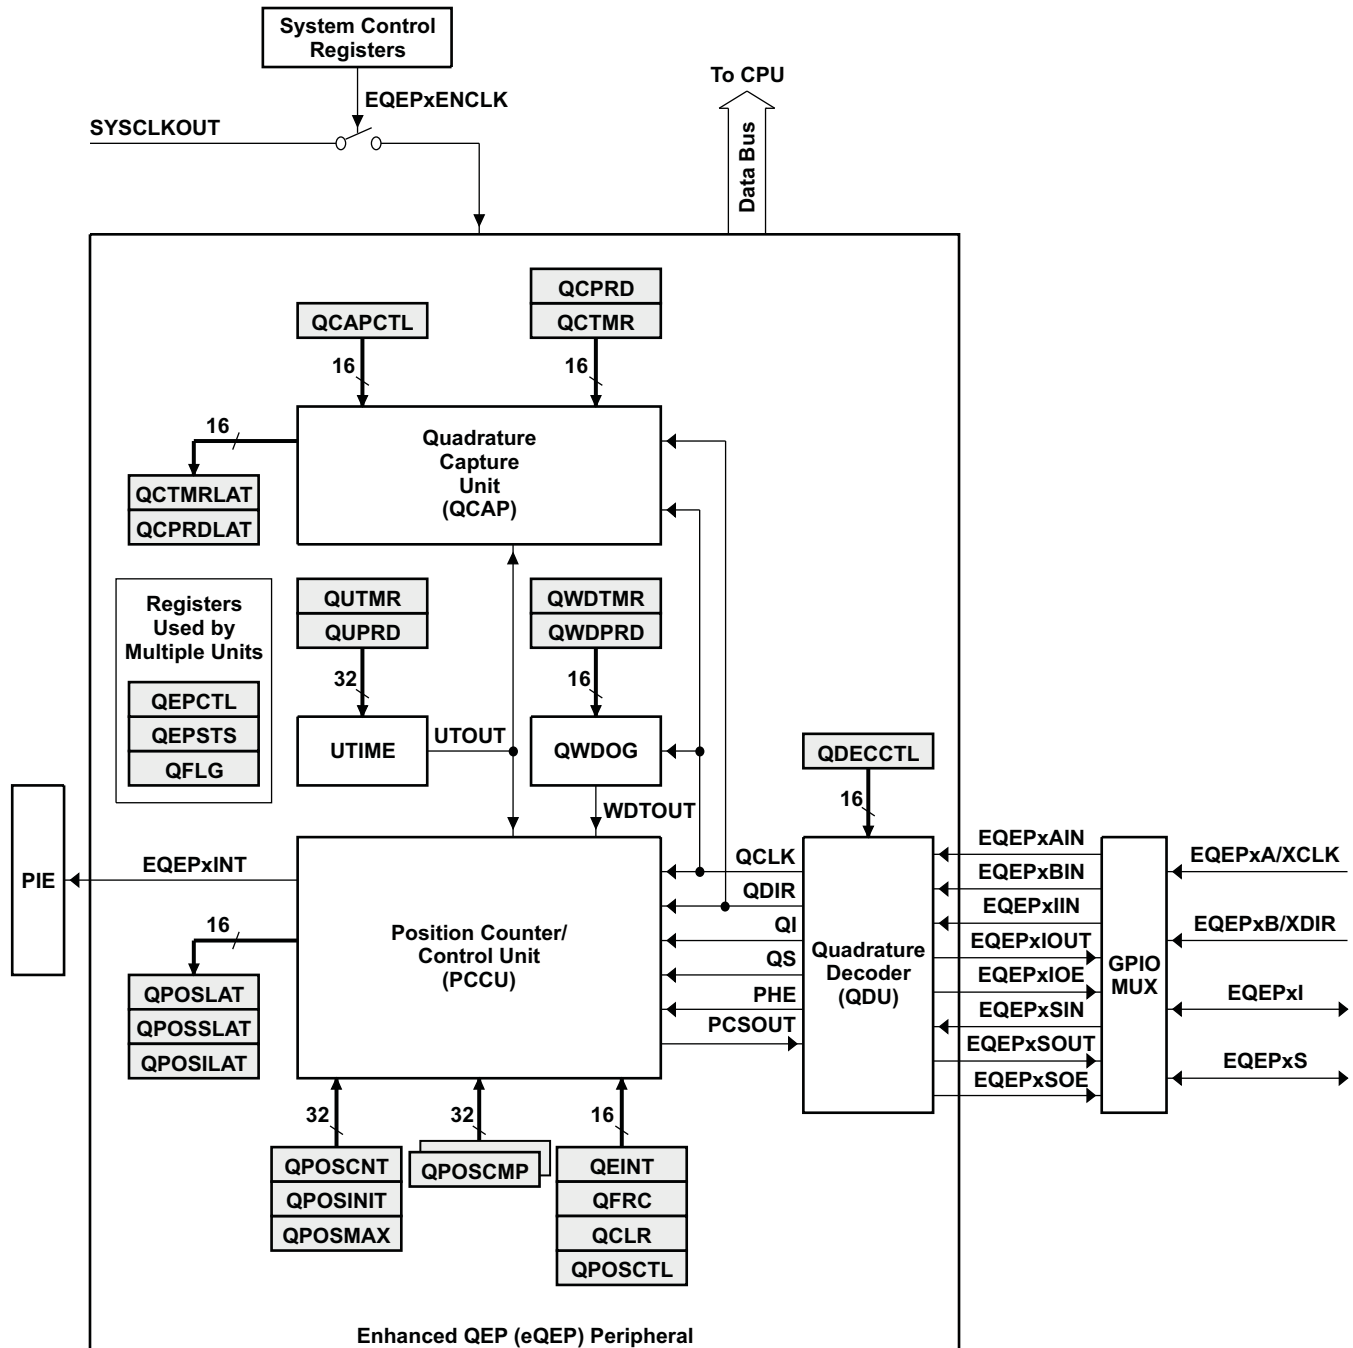 System Control
Registers
To CPU
EQEPxENCLK
SYSCLKOUT
Data Bus
QCPRD
QCAPCTL
QCTMR
16
16
16
Quadrature
Capture
Unit
(QCAP)
QCTMRLAT
QCPRDLAT
Registers
Used by
Multiple Units
QEPCTL
QEPSTS
QFLG
QUTMR
QUPRD
QWDTMR
QWDPRD
32
16
UTIME
UTOUT
QWDOG
QDECCTL
WDTOUT
16
PIE
EQEPxINT
16
Position Counter/
Control Unit
(PCCU)
QCLK
QDIR
QI
QS
PHE
PCSOUT
Quadrature
Decoder
(QDU)
EQEPxAIN
EQEPxBIN
EQEPxIIN
EQEPxIOUT
EQEPxIOE
EQEPxSIN
EQEPxSOUT
EQEPxSOE
GPIO
MUX
EQEPxA/XCLK
EQEPxB/XDIR
EQEPxI
EQEPxS
QPOSLAT
QPOSSLAT
QPOSILAT
32
32
16
QPOSCNT
QPOSINIT
QPOSMAX
QPOSCMP
QEINT
QFRC
QCLR
QPOSCTL
Enhanced QEP (eQEP) Peripheral